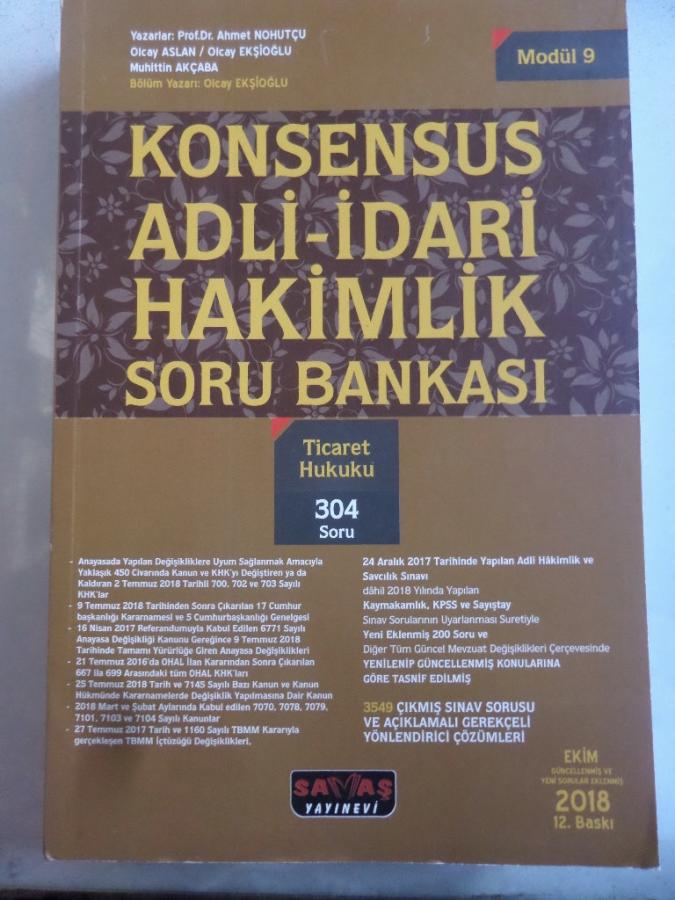 Yazarlar: Prof.Dr. Ahmet NOHUTÇU
Olcay ASLAN / Olcay EKŞİOĞLU
Muhittin AKÇABA
Bölüm Yazarı: Olcay EKŞİOĞLU
Modül 9
KONSENSUS
ADLİ-İDARİ
HAKİMLİK
SORU BANKASI
Ticaret
Hukuku
304
Soru
- Anayasada Yapılan Değişikliklere Uyum Sağlanmak Amacıyla
Yaklaşık 450 Civarında Kanun ve KHK'yı Değiştiren ya da
Kaldıran 2 Temmuz 2018 Tarihli 700, 702 ve 703 Sayılı
KHK'lar
- 9 Temmuz 2018 Tarihinden Sonra Çıkarılan 17 Cumhur
başkanlığı Kararnamesi ve 5 Cumhurbaşkanlığı Genelgesi
- 16 Nisan 2017 Referandumuyla Kabul Edilen 6771 Sayılı
Anayasa Değişikliği Kanunu Gereğince 9 Temmuz 2018
Tarihinde Tamamı Yürürlüğe Giren Anayasa Değişiklikleri
- 21 Temmuz 2016'da OHAL İlan Kararından Sonra Çıkarılan
667 ila 699 Arasındaki tüm OHAL KHK'ları
- 25 Temmuz 2018 Tarih ve 7145 Sayılı Bazı Kanun ve Kanun
Hükmünde Kararnamelerde Değişiklik Yapılmasına Dair Kanun
- 2018 Mart ve Şubat Aylarında Kabul edilen 7070, 7078, 7079,
7101, 7103 ve 7104 Sayılı Kanunlar
- 27 Temmuz 2017 Tarih ve 1160 Sayılı TBMM Kararıyla
gerçekleşen TBMM İçtüzüğü Değişiklikleri,
24 Aralık 2017 Tarihinde Yapılan Adli Hâkimlik ve
Savcılık Sınavı
dâhil 2018 Yılında Yapılan
Kaymakamlık, KPSS ve Sayıştay
Sınav Sorularının Uyarlanması Suretiyle
Yeni Eklenmiş 200 Soru ve
Diğer Tüm Güncel Mevzuat Değişiklikleri Çerçevesinde
YENİLENİP GÜNCELLENMİŞ KONULARINA
GÖRE TASNİF EDİLMİŞ
3549 ÇIKMIŞ SINAV SORUSU
VE AÇIKLAMALI GEREKÇELİ
YÖNLENDİRİCİ ÇÖZÜMLERİ
EKİM
GÜNCELLENMİŞ VE
YENİ SORULAR EKLENMİŞ
2018
12. Baskı
SAVAŞ
YAYINEVİ